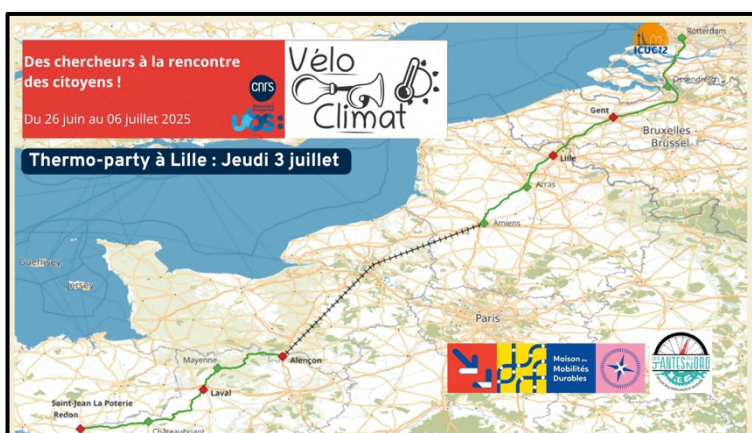 Des chercheurs à la rencontre
des citoyens !
Du 26 juin au 06 juillet 2025
cnrs
Vélo
Climat
Thermo-party à Lille : Jeudi 3 juillet
ICUC12
Rotterdam
Ossendrecht
Gent
Bruxelles -
Brussel
Lille
Arras
Amiens
Guernsey
Jersey
Paris
Mayenne
Alençon
Laval
Saint-Jean La Poterie
Redon
Châteaubriant
Maison des
Mobilités
Durables